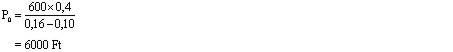 P₀ = 600×0,4 / 0,16−0,10
= 6000 Ft